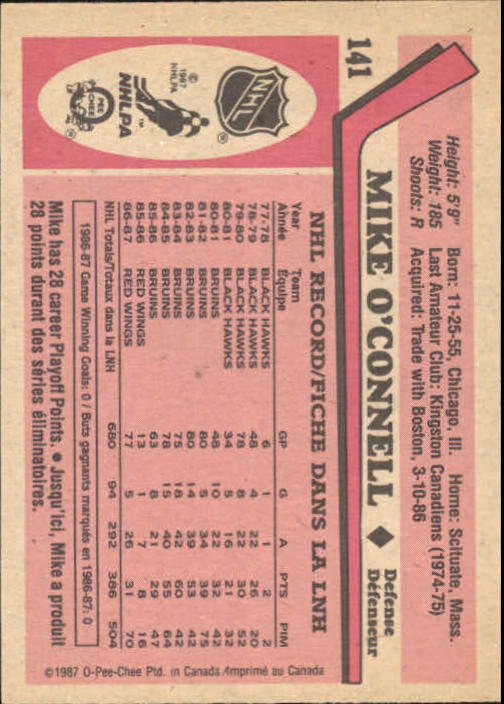 141
Height: 5'9" Born: 11-25-55, Chicago, Ill. Home: Scituate, Mass.
Weight: 185 Last Amateur Club: Kingston Canadiens (1974-75)
Shoots: R Acquired: Trade with Boston, 3-10-86
MIKE O'CONNELL ◆ Defense
Défenseur
NHL
© 1987 NHLPA
NHLPA ™
O PEE CHEE ®
NHL RECORD/FICHE DANS LA LNH
Year Team GP G A PTS PIM
Année Équipe
77-78 BLACK HAWKS 6 1 1 2 2
78-79 BLACK HAWKS 48 4 22 26 20
79-80 BLACK HAWKS 78 8 22 30 52
80-81 BLACK HAWKS 34 5 16 21 32
80-81 BRUINS 48 10 22 32 42
81-82 BRUINS 80 5 34 39 75
82-83 BRUINS 80 14 39 53 42
83-84 BRUINS 75 18 42 60 42
84-85 BRUINS 78 15 40 55 64
85-86 BRUINS 63 8 21 29 47
85-86 RED WINGS 13 1 7 8 16
86-87 RED WINGS 77 5 26 31 70
NHL Totals/Totaux dans la LNH 680 94 292 386 504
1986-87 Game Winning Goals: 0 / Buts gagnants marqués en 1986-87: 0
Mike has 28 career Playoff Points. • Jusqu'ici, Mike a produit
28 points durant des séries éliminatoires.
©1987 O-Pee-Chee Ptd. in Canada/Imprimé au Canada